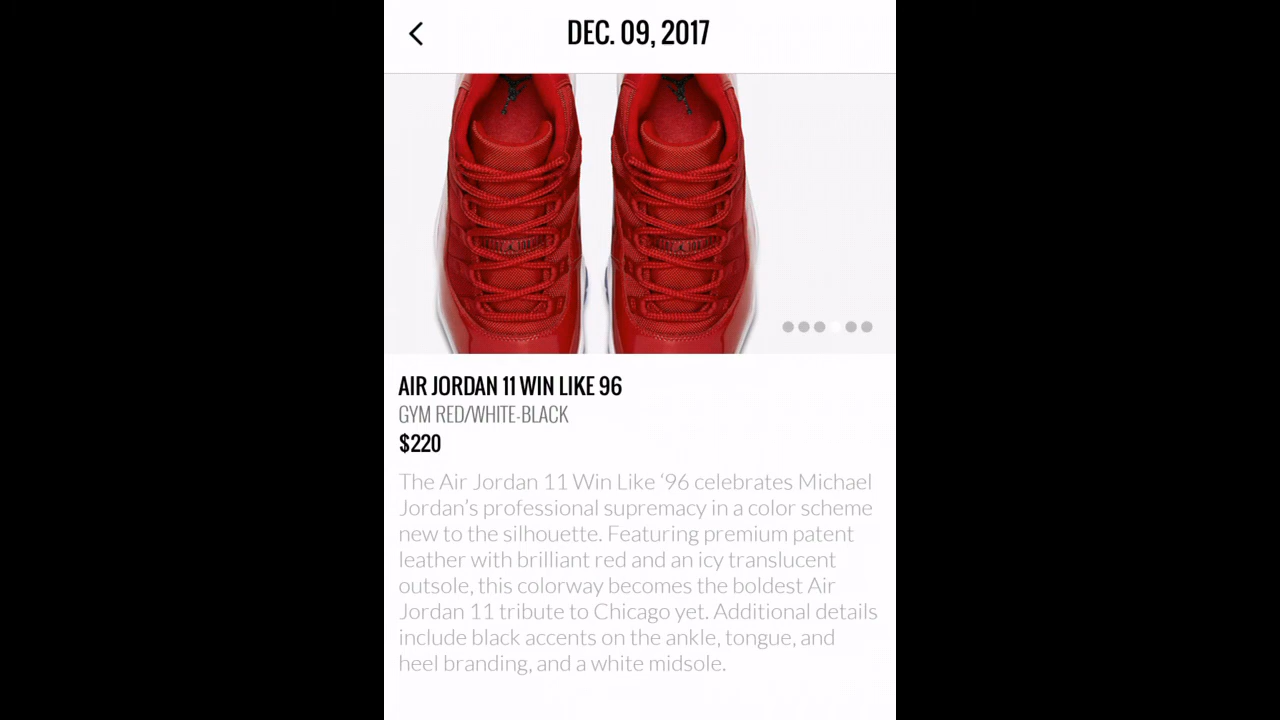 DEC. 09, 2017
AIR JORDAN 11 WIN LIKE 96
GYM RED/WHITE-BLACK
$220
The Air Jordan 11 Win Like ‘96 celebrates Michael
Jordan’s professional supremacy in a color scheme
new to the silhouette. Featuring premium patent
leather with brilliant red and an icy translucent
outsole, this colorway becomes the boldest Air
Jordan 11 tribute to Chicago yet. Additional details
include black accents on the ankle, tongue, and
heel branding, and a white midsole.